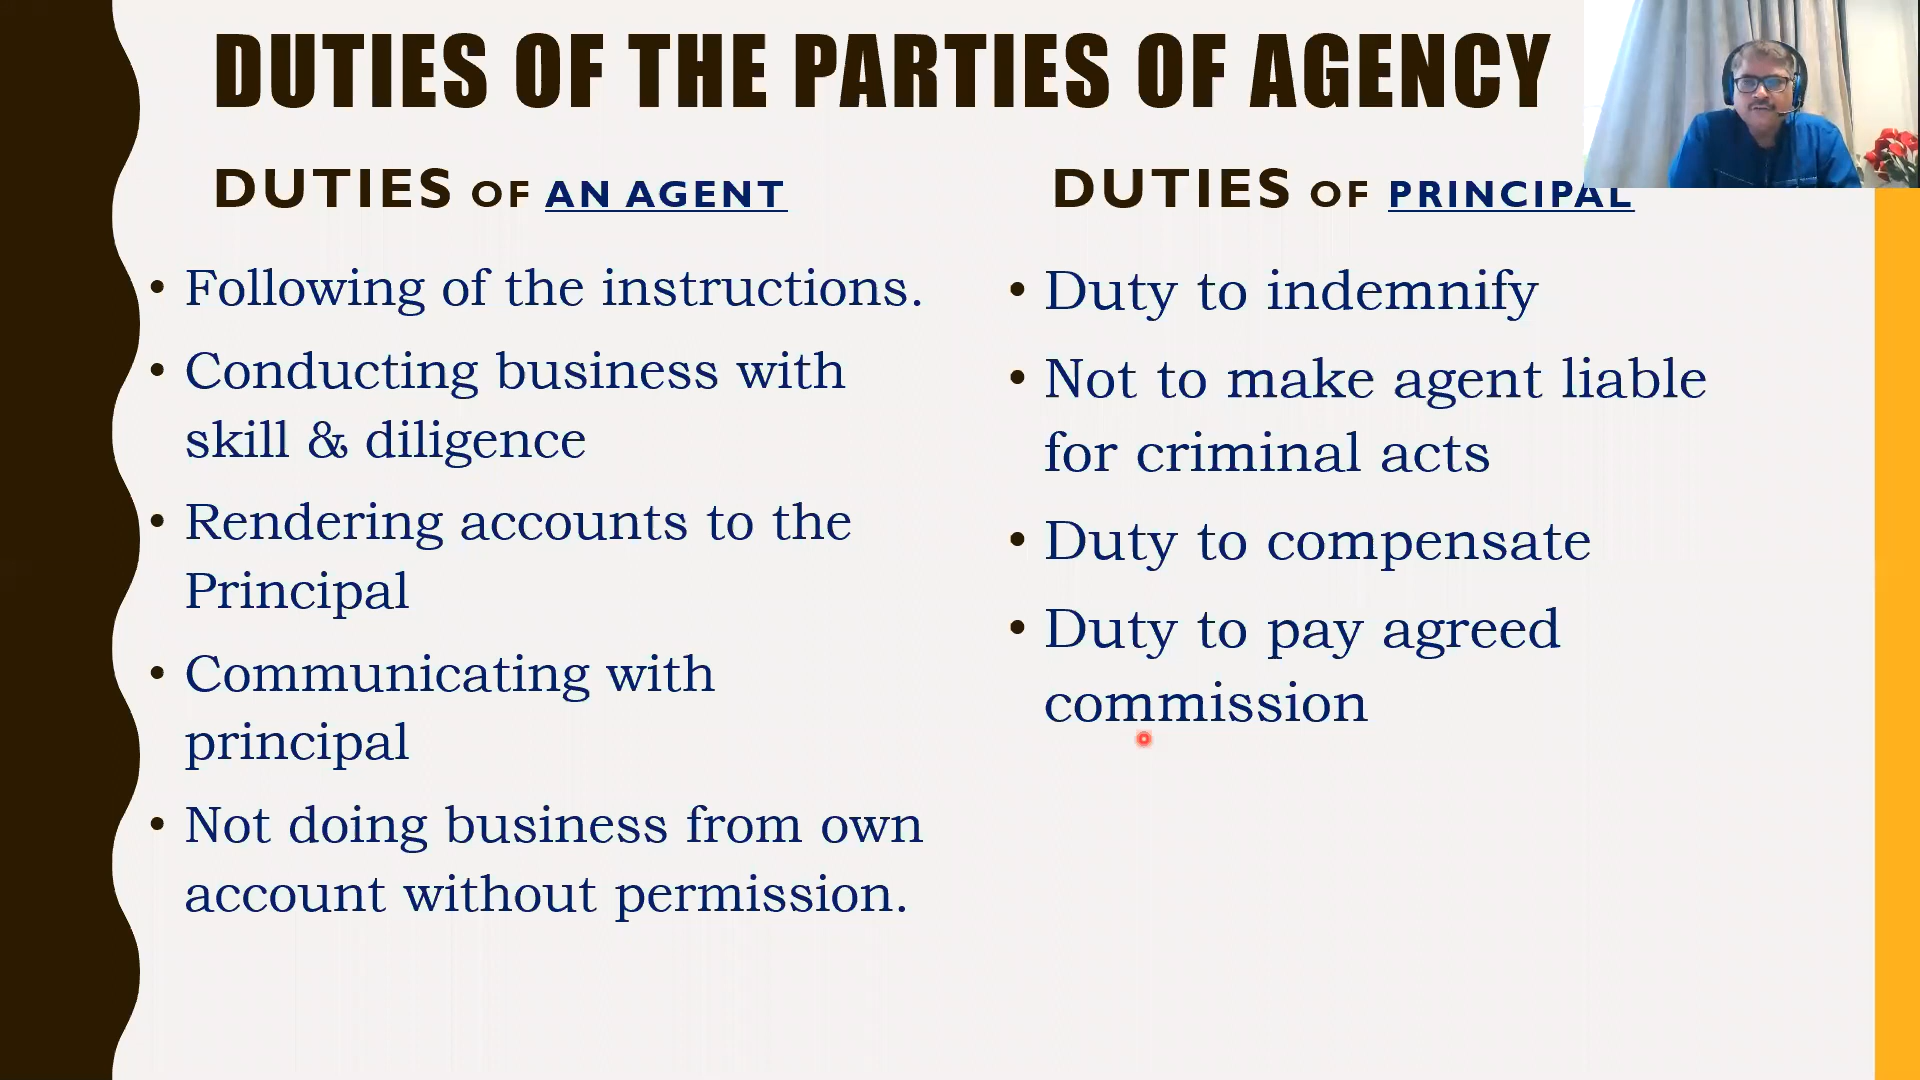 DUTIES OF THE PARTIES OF AGENCY
DUTIES OF AN AGENT
• Following of the instructions.
• Conducting business with
skill & diligence
• Rendering accounts to the
Principal
• Communicating with
principal
• Not doing business from own
account without permission.
DUTIES OF PRINCIPAL
• Duty to indemnify
• Not to make agent liable
for criminal acts
• Duty to compensate
• Duty to pay agreed
commission